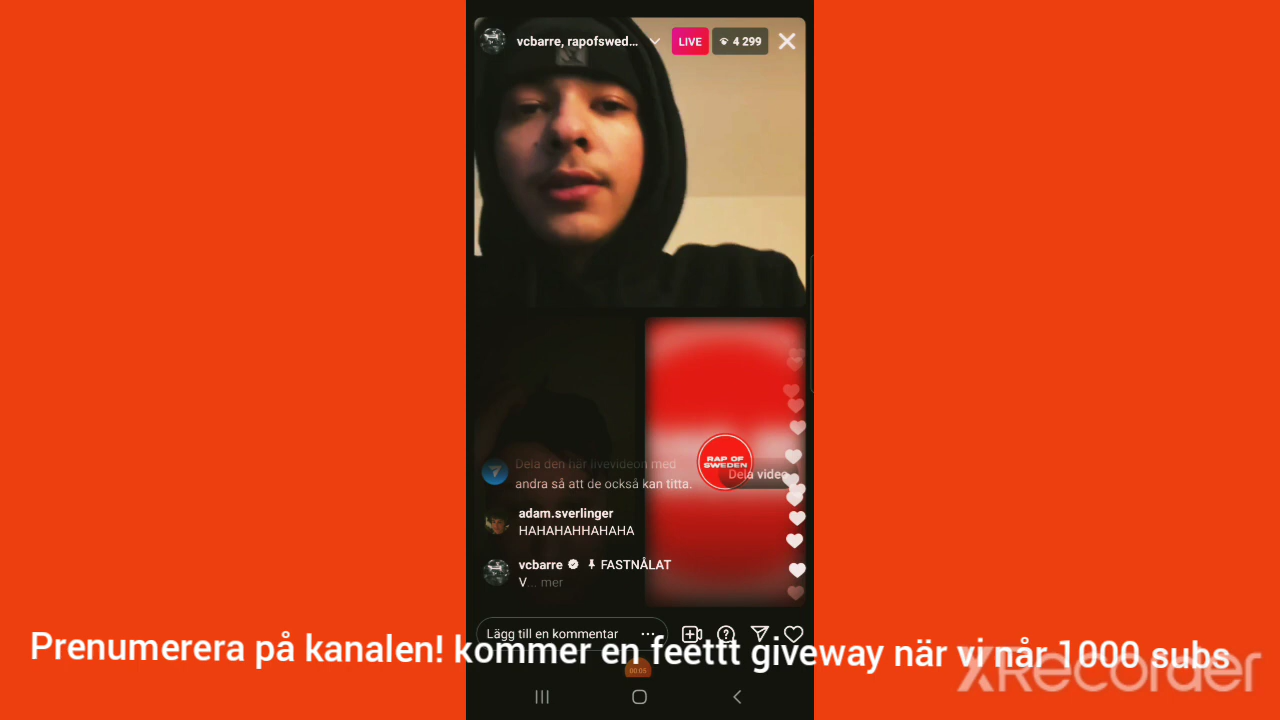 vcbarre, rapofswed...
LIVE
4 299
RAP OF
SWEDEN
Dela den här livevideon med
andra så att de också kan titta.
Dela video
adam.sverlinger
HAHAHAHHAHAHA
vcbarre FASTNÅLAT
V... mer
Lägg till en kommentar
Prenumerera på kanalen! kommer en feettt giveway när vi når 1000 subs
00:05
XRecorder